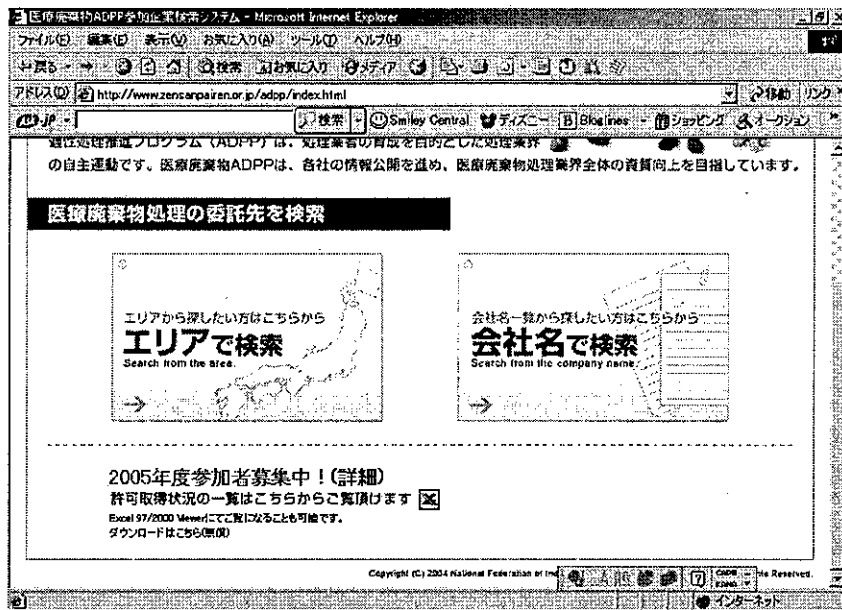 医療廃棄物ADPP参加企業検索システム - Microsoft Internet Explorer
ファイル(F) 編集(E) 表示(V) お気に入り(A) ツール(T) ヘルプ(H)
戻る 検索 お気に入り メディア
アドレス(D) http://www.zensanpairen.or.jp/adpp/index.html 移動 リンク
検索 Smiley Central ディズニー Bloglines ショッピング オークション
適正処理推進プログラム（ADPP）は、処理業者の育成を目的とした処理業界
の自主運動です。医療廃棄物ADPPは、各社の情報公開を進め、医療廃棄物処理業界全体の資質向上を目指しています。
医療廃棄物処理の委託先を検索
エリアから探したい方はこちらから
エリアで検索
Search from the area.
会社名一覧から探したい方はこちらから
会社名で検索
Search from the company name.
2005年度参加者募集中！(詳細)
許可取得状況の一覧はこちらからご覧頂けます
Excel 97/2000 Viewerにてご覧になることも可能です。
ダウンロードはこちら(無償)
Copyright (C) 2004 National Federation of CAPS KANA Reserved.
インターネット